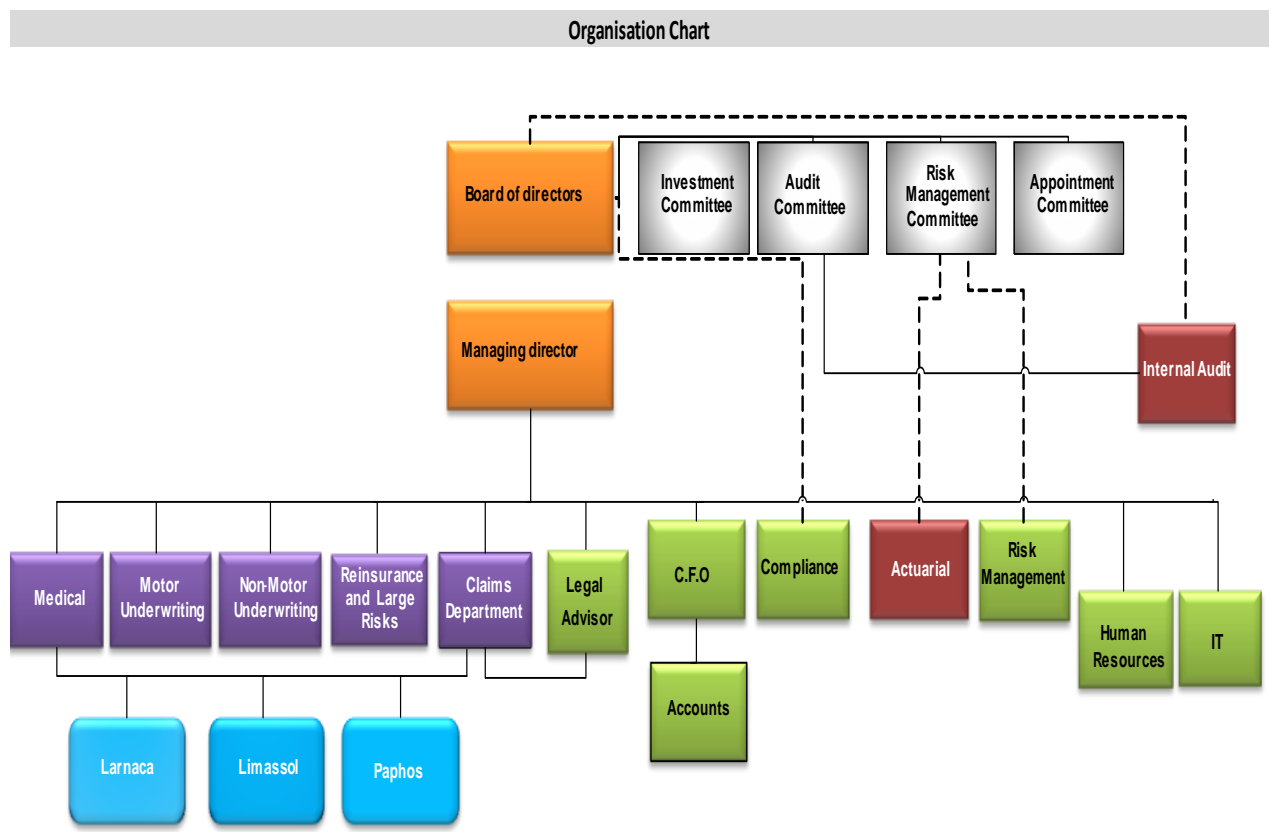 Organisation Chart
Board of directors
Investment
Committee
Audit
Committee
Risk
Management
Committee
Appointment
Committee
Managing director
Internal Audit
Medical
Motor
Underwriting
Non-Motor
Underwriting
Reinsurance
and Large
Risks
Claims
Department
Legal
Advisor
C.F.O
Compliance
Actuarial
Risk
Management
Human
Resources
IT
Accounts
Larnaca
Limassol
Paphos